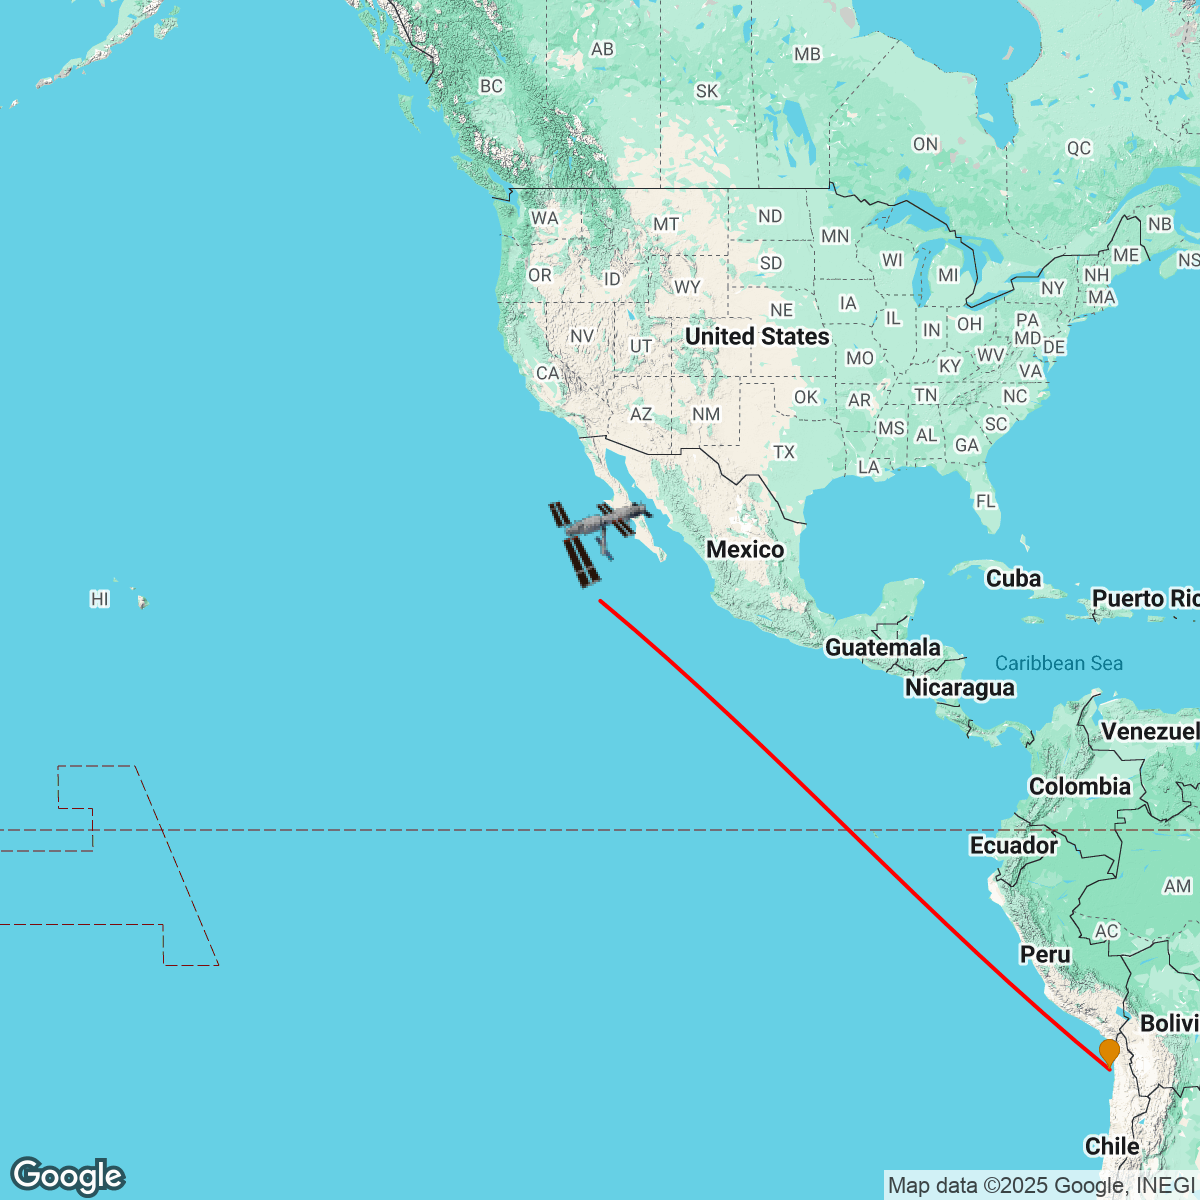 AB
MB
BC
SK
ON
QC
WA
MT
ND
MN
NB
OR
ID
SD
WI
MI
ME
NS
WY
NH
NY
MA
NV
UT
NE
IA
IL
IN
OH
PA
MD
DE
United States
CA
MO
KY
WV
VA
AZ
NM
OK
AR
TN
NC
MS
AL
GA
SC
TX
LA
FL
Mexico
Cuba
HI
Puerto Ric
Guatemala
Caribbean Sea
Nicaragua
Venezuel
Colombia
Ecuador
AM
AC
Peru
Bolivi
Chile
Google
Map data ©2025 Google, INEGI